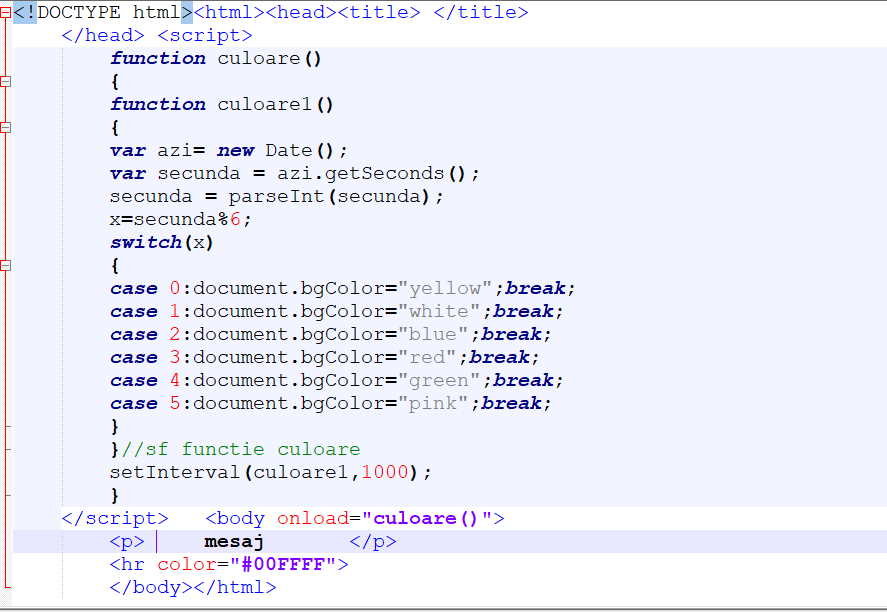 <!DOCTYPE html><html><head><title> </title>
</head> <script>
function culoare()
{
function culoare1()
{
var azi= new Date();
var secunda = azi.getSeconds();
secunda = parseInt(secunda);
x=secunda%6;
switch(x)
{
case 0:document.bgColor="yellow";break;
case 1:document.bgColor="white";break;
case 2:document.bgColor="blue";break;
case 3:document.bgColor="red";break;
case 4:document.bgColor="green";break;
case 5:document.bgColor="pink";break;
}
}//sf functie culoare
setInterval(culoare1,1000);
}
</script>   <body onload="culoare()">
<p>     mesaj       </p>
<hr color="#00FFFF">
</body></html>